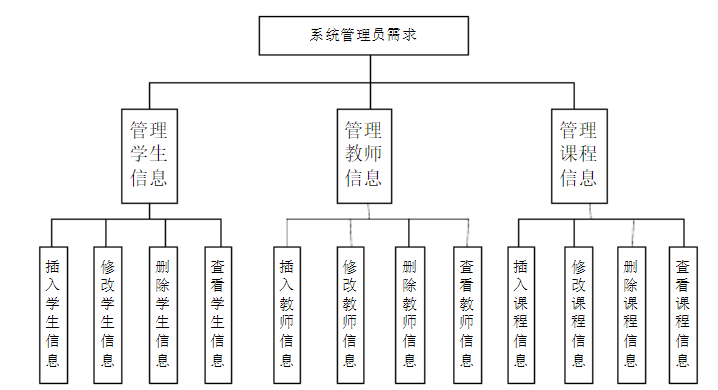 系统管理员需求
管理
学生
信息
管理
教师
信息
管理
课程
信息
插入学生信息
修改学生信息
删除学生信息
查看学生信息
插入教师信息
修改教师信息
删除教师信息
查看教师信息
插入课程信息
修改课程信息
删除课程信息
查看课程信息